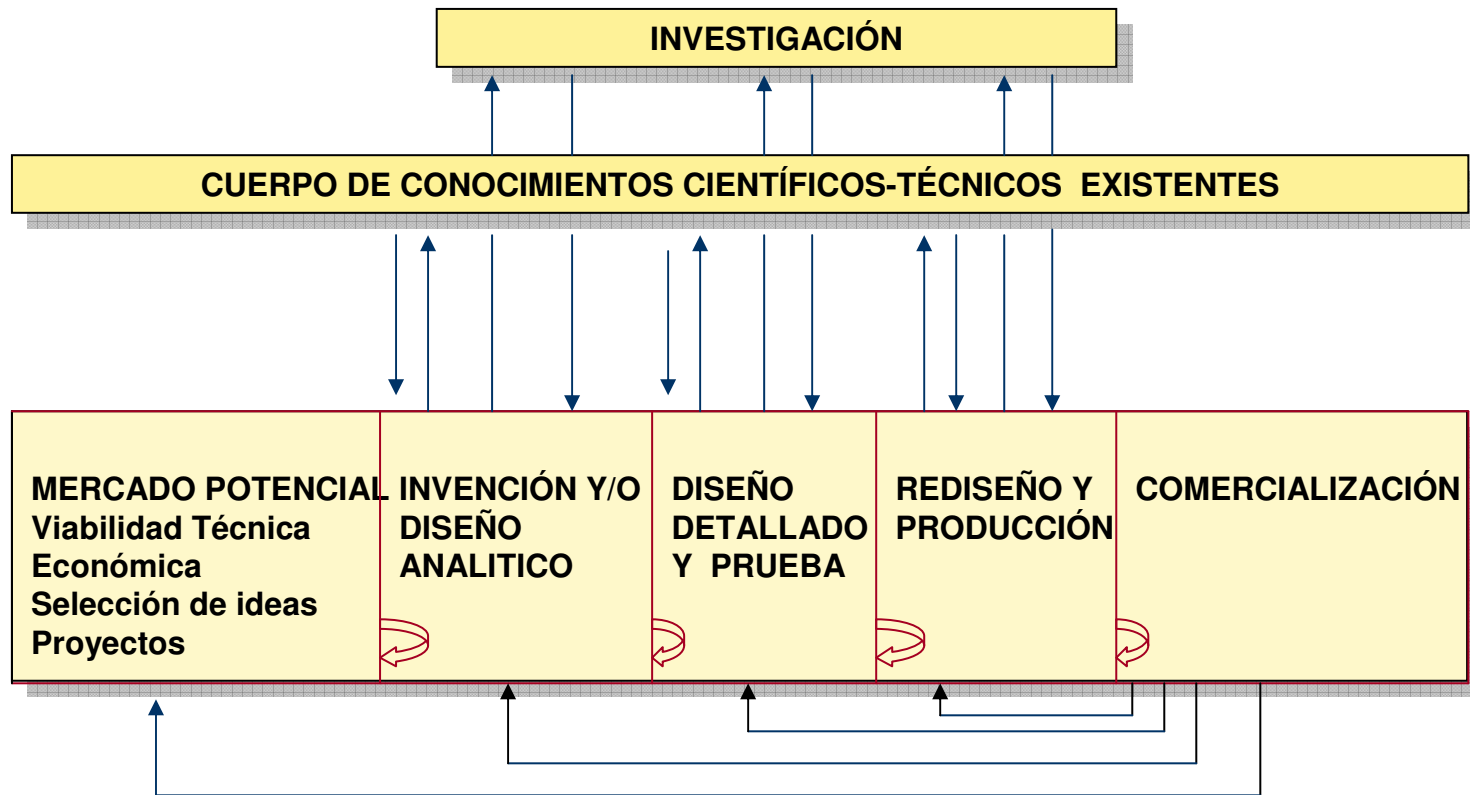 INVESTIGACIÓN
CUERPO DE CONOCIMIENTOS CIENTÍFICOS-TÉCNICOS EXISTENTES
MERCADO POTENCIAL
Viabilidad Técnica
Económica
Selección de ideas
Proyectos
INVENCIÓN Y/O
DISEÑO
ANALITICO
DISEÑO
DETALLADO
Y PRUEBA
REDISEÑO Y
PRODUCCIÓN
COMERCIALIZACIÓN